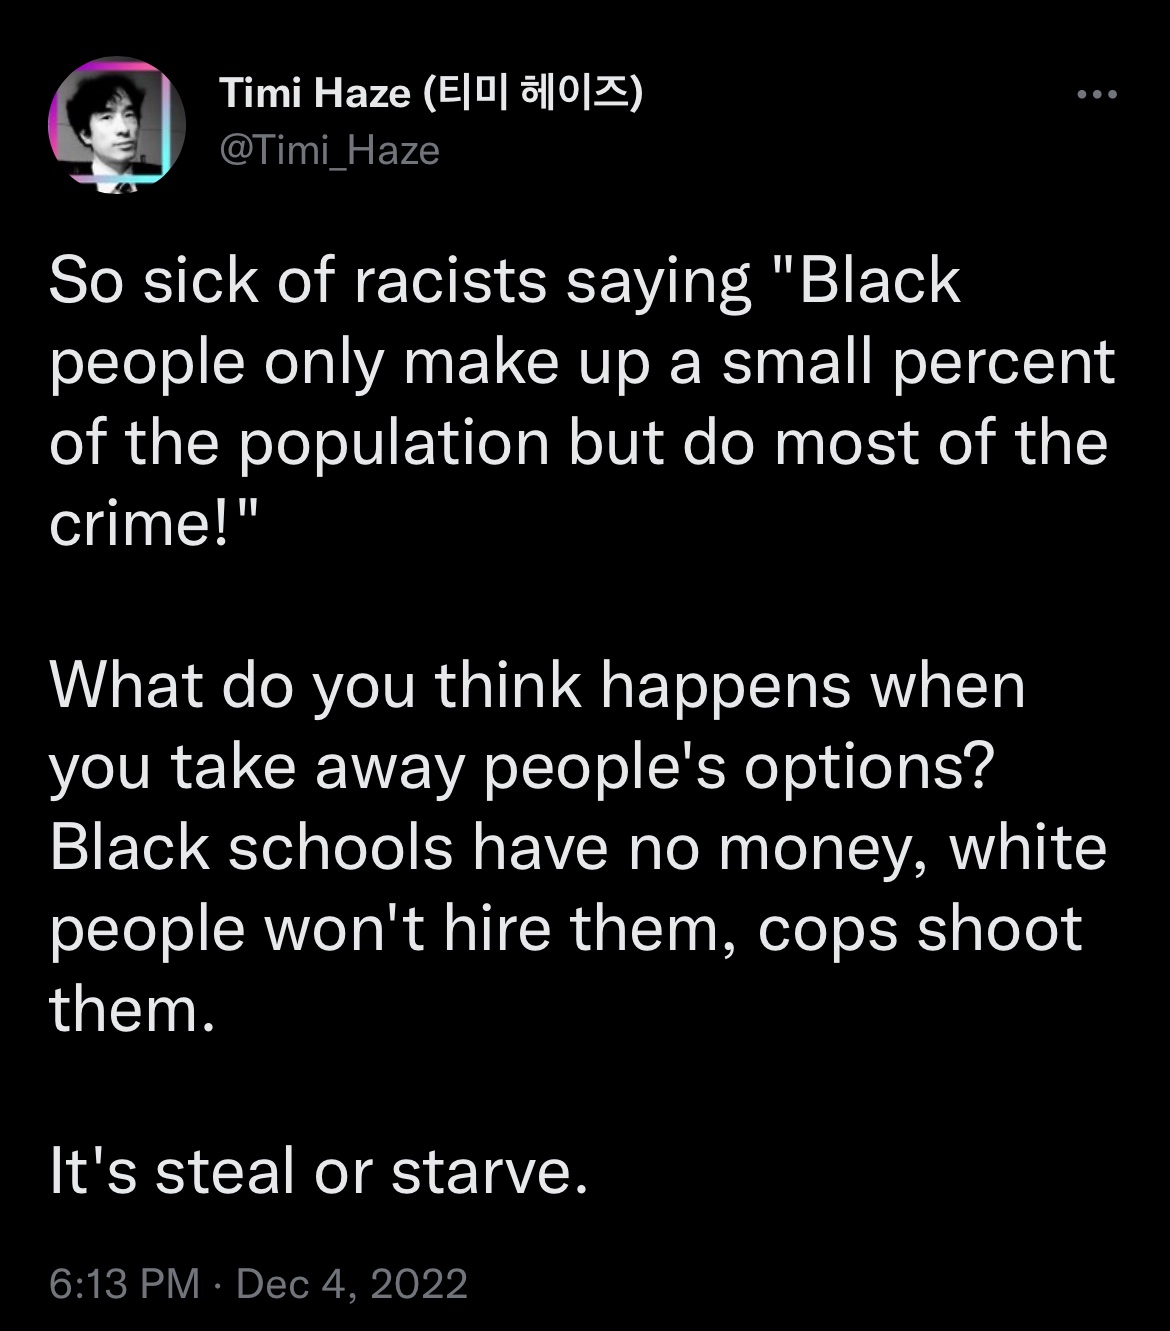 Timi Haze (티미 헤이즈)
@Timi_Haze
So sick of racists saying "Black
people only make up a small percent
of the population but do most of the
crime!"
What do you think happens when
you take away people's options?
Black schools have no money, white
people won't hire them, cops shoot
them.
It's steal or starve.
6:13 PM · Dec 4, 2022